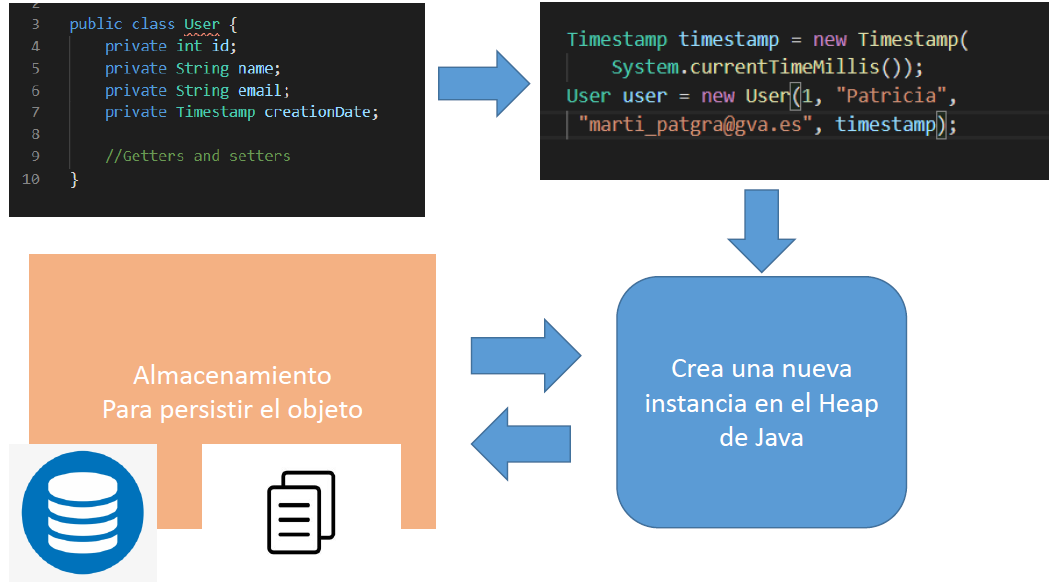 2
3 public class User {
4 private int id;
5 private String name;
6 private String email;
7 private Timestamp creationDate;
8
9 //Getters and setters
10 }
Timestamp timestamp = new Timestamp(
System.currentTimeMillis());
User user = new User(1, "Patricia",
"marti_patgra@gva.es", timestamp);
Almacenamiento
Para persistir el objeto
Crea una nueva
instancia en el Heap
de Java